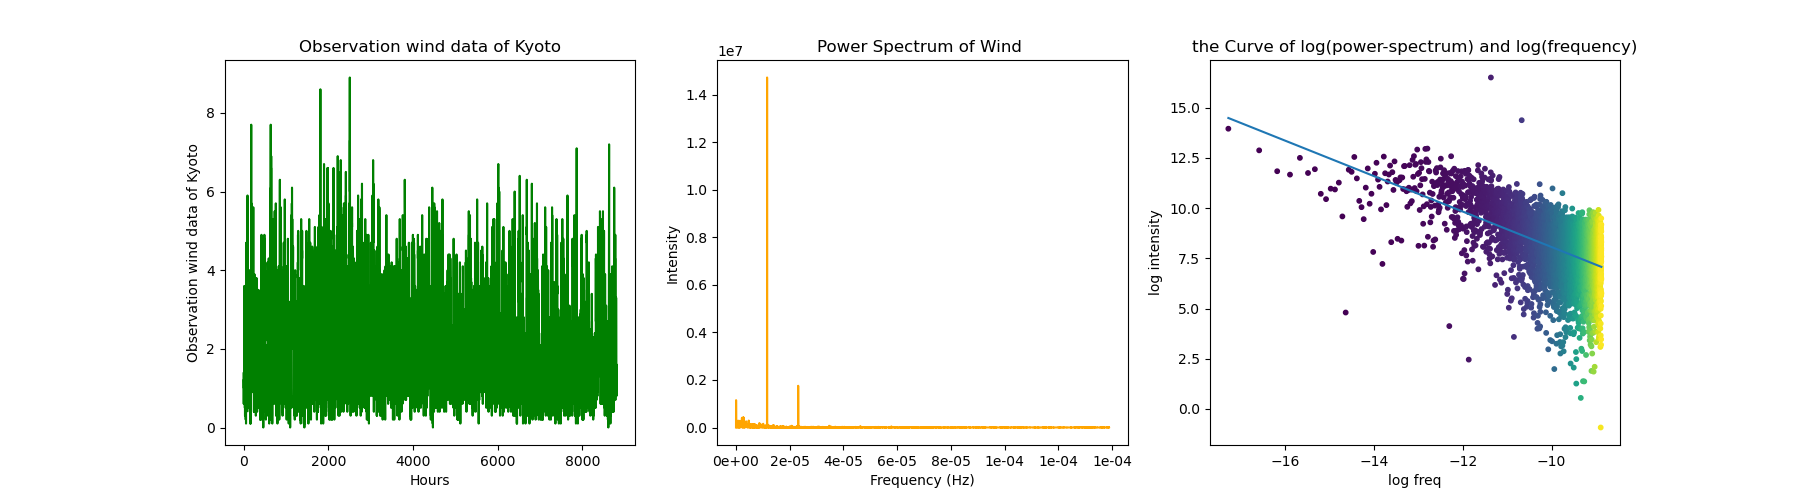 Observation wind data of Kyoto
Observation wind data of Kyoto
8
6
4
2
0
0 2000 4000 6000 8000
Hours
Power Spectrum of Wind
1e7
Intensity
1.4
1.2
1.0
0.8
0.6
0.4
0.2
0.0
0e+00 2e-05 4e-05 6e-05 8e-05 1e-04 1e-04 1e-04
Frequency (Hz)
the Curve of log(power-spectrum) and log(frequency)
log intensity
15.0
12.5
10.0
7.5
5.0
2.5
0.0
−16 −14 −12 −10
log freq